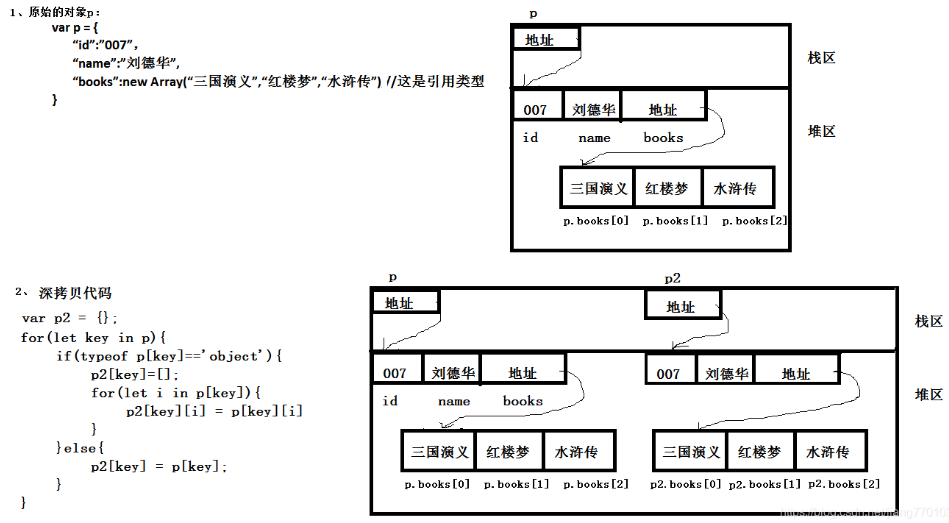 1、原始的对象p：
var p = {
“id”:”007”，
“name”:”刘德华”,
“books”:new Array(“三国演义”,“红楼梦”,“水浒传”) //这是引用类型
}
p
地址
栈区
007 刘德华 地址
堆区
id name books
三国演义 红楼梦 水浒传
p.books[0] p.books[1] p.books[2]
2、 深拷贝代码
var p2 = {};
for(let key in p){
if(typeof p[key]=='object'){
p2[key]=[];
for(let i in p[key]){
p2[key][i] = p[key][i]
}
}else{
p2[key] = p[key];
}
}
p p2
地址 地址
栈区
007 刘德华 地址 007 刘德华 地址
堆区
id name books
三国演义 红楼梦 水浒传 三国演义 红楼梦 水浒传
p.books[0] p.books[1] p.books[2] p2.books[0] p2.books[1] p2.books[2]